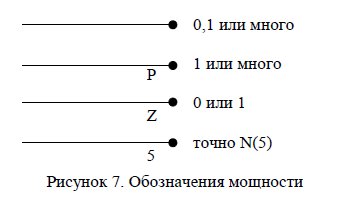 0,1 или много
P
1 или много
Z
0 или 1
5
точно N(5)
Рисунок 7. Обозначения мощности